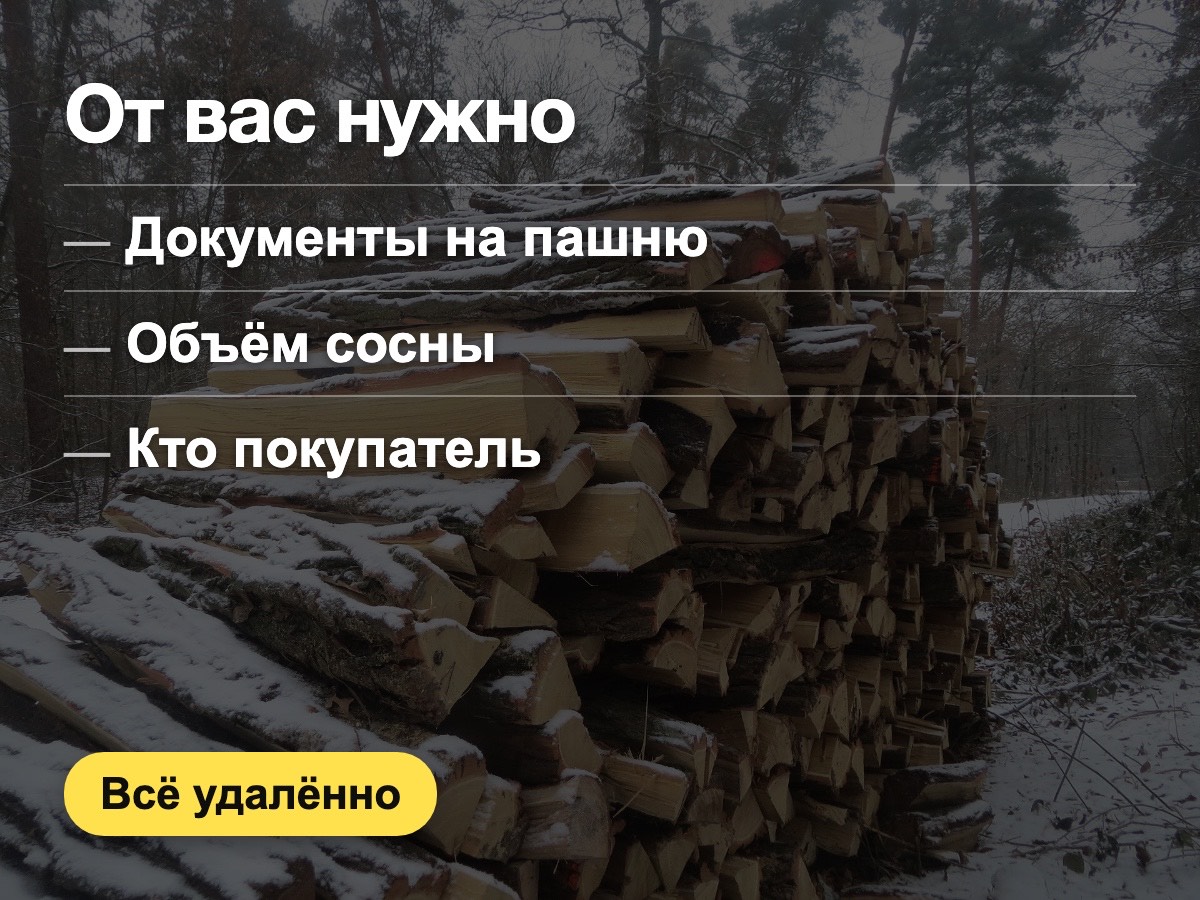 От вас нужно
— Документы на пашню
— Объём сосны
— Кто покупатель
Всё удалённо